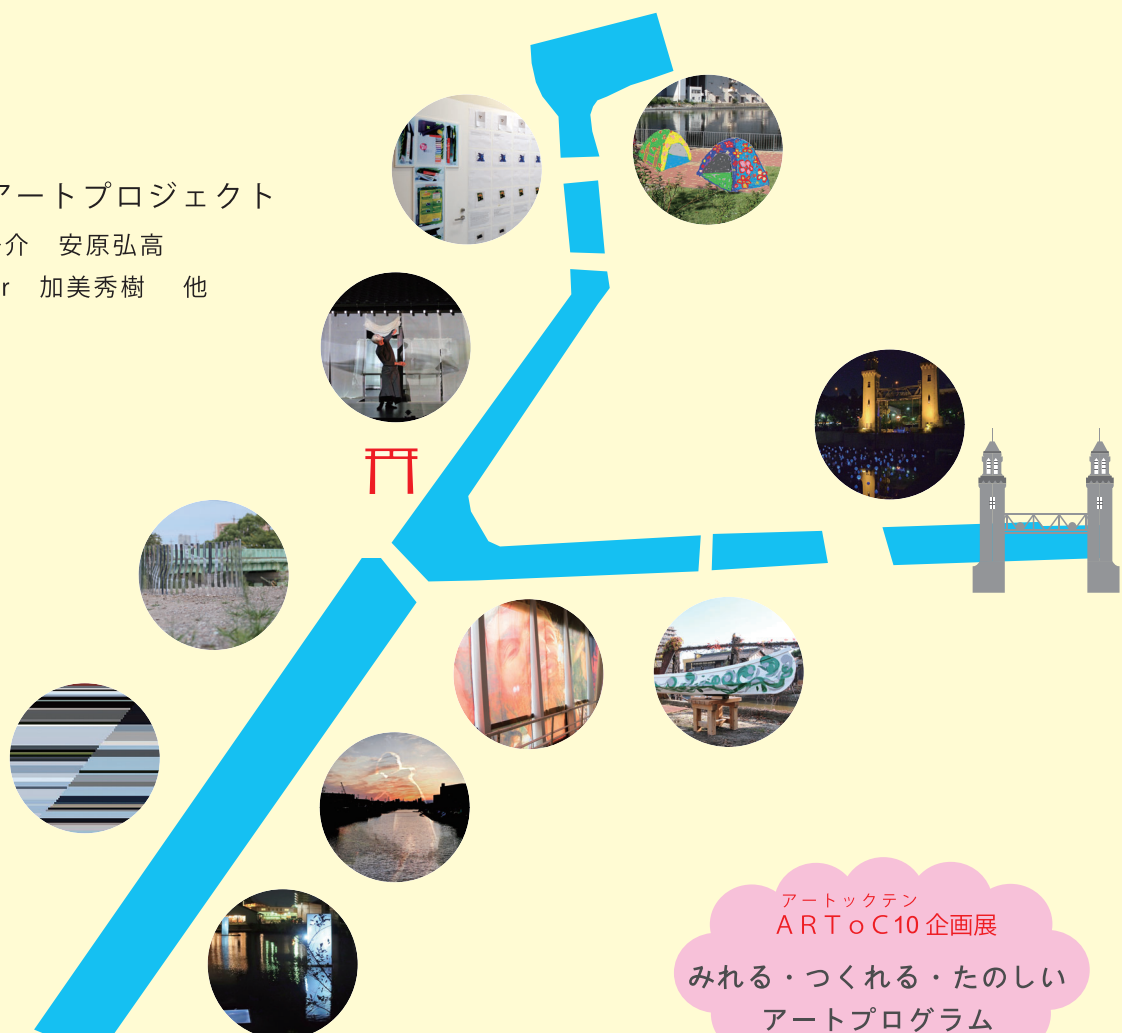 アートプロジェクト
介　安原弘高
r　加美秀樹　他
アートックテン
ARToC10 企画展
みれる・つくれる・たのしい
アートプログラム